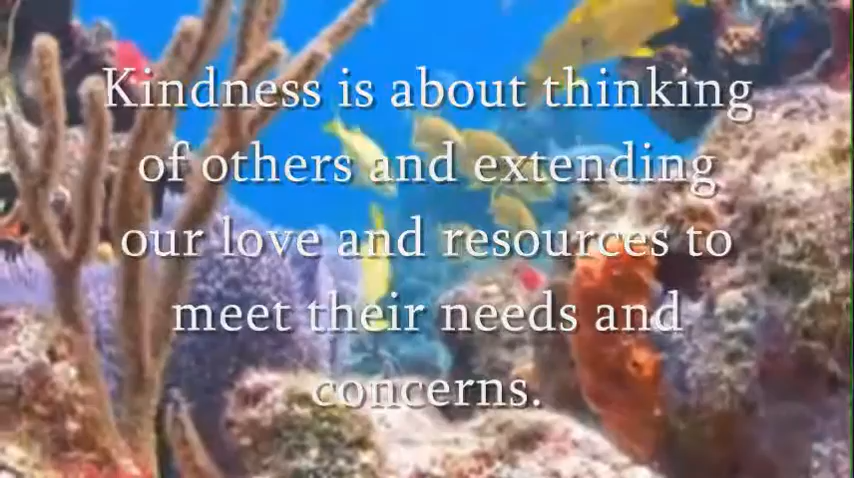 Kindness is about thinking
of others and extending
our love and resources to
meet their needs and
concerns.